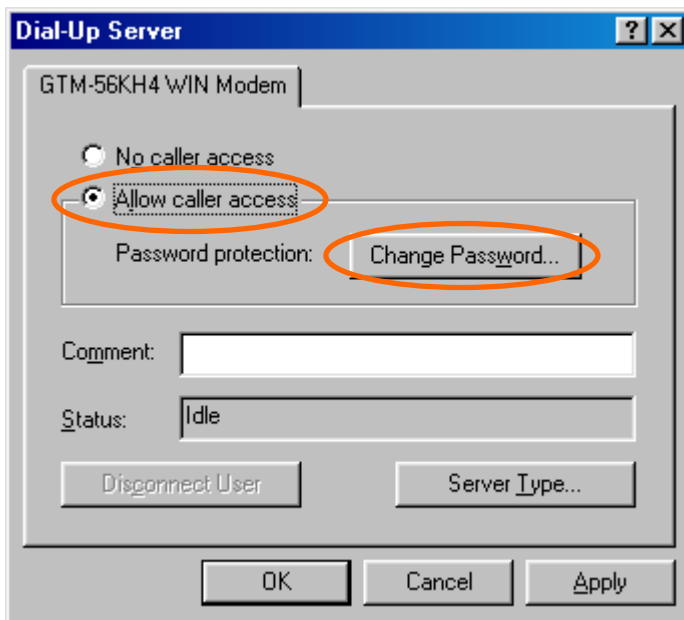 Dial-Up Server
GTM-56KH4 WIN Modem
No caller access
Allow caller access
Password protection: Change Password...
Comment:
Status: Idle
Disconnect User Server Type...
OK Cancel Apply